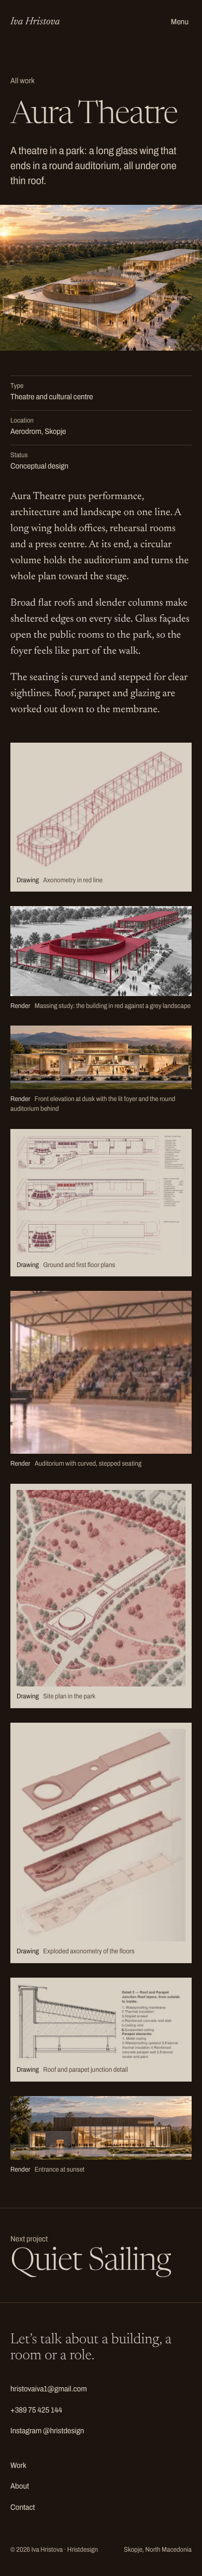 Iva Hristova
Menu
All work
Aura Theatre
A theatre in a park: a long glass wing that
ends in a round auditorium, all under one
thin roof.
Type
Theatre and cultural centre
Location
Aerodrom, Skopje
Status
Conceptual design
Aura Theatre puts performance,
architecture and landscape on one line. A
long wing holds offices, rehearsal rooms
and a press centre. At its end, a circular
volume holds the auditorium and turns the
whole plan toward the stage.
Broad flat roofs and slender columns make
sheltered edges on every side. Glass façades
open the public rooms to the park, so the
foyer feels like part of the walk.
The seating is curved and stepped for clear
sightlines. Roof, parapet and glazing are
worked out down to the membrane.
Drawing Axonometry in red line
Render Massing study: the building in red against a grey landscape
Render Front elevation at dusk with the lit foyer and the round
auditorium behind
Drawing Ground and first floor plans
Render Auditorium with curved, stepped seating
Drawing Site plan in the park
Drawing Exploded axonometry of the floors
Drawing Roof and parapet junction detail
Render Entrance at sunset
Next project
Quiet Sailing
Let's talk about a building, a
room or a role.
hristovaiva1@gmail.com
+389 75 425 144
Instagram @hristdesign
Work
About
Contact
© 2026 Iva Hristova · Hristdesign
Skopje, North Macedonia